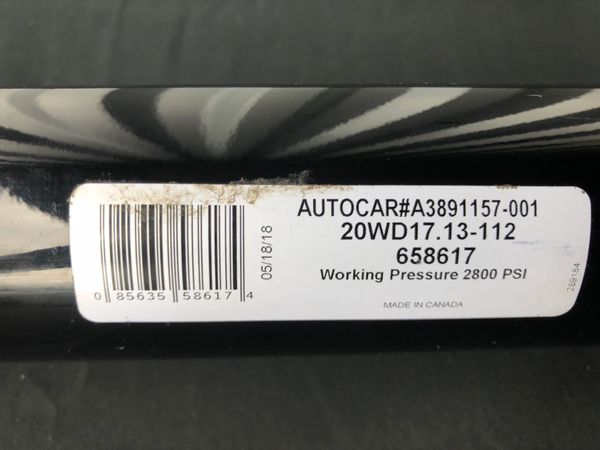 AUTOCAR#A3891157-001
20WD17.13-112
658617
Working Pressure 2800 PSI
MADE IN CANADA
05/18/18
0 85635 58617 4
289184